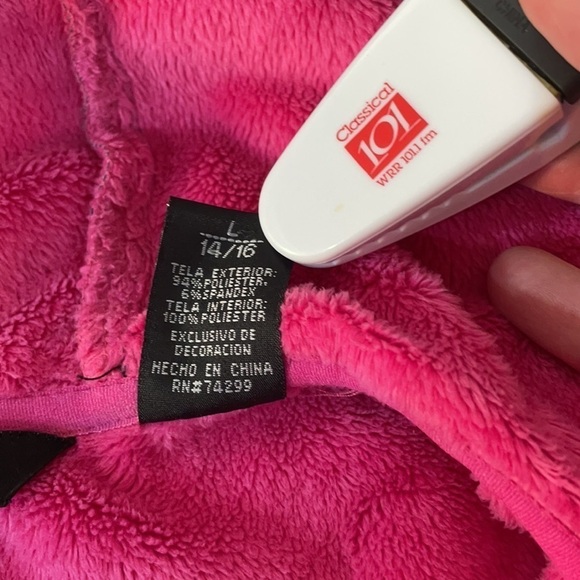 Classical
101
WRR 101.1 fm
L
14/16
TELA EXTERIOR:
94%POLIESTER,
6%SPANDEX
TELA INTERIOR:
100%POLIESTER
EXCLUSIVO DE
DECORACIÓN
HECHO EN CHINA
RN#74299